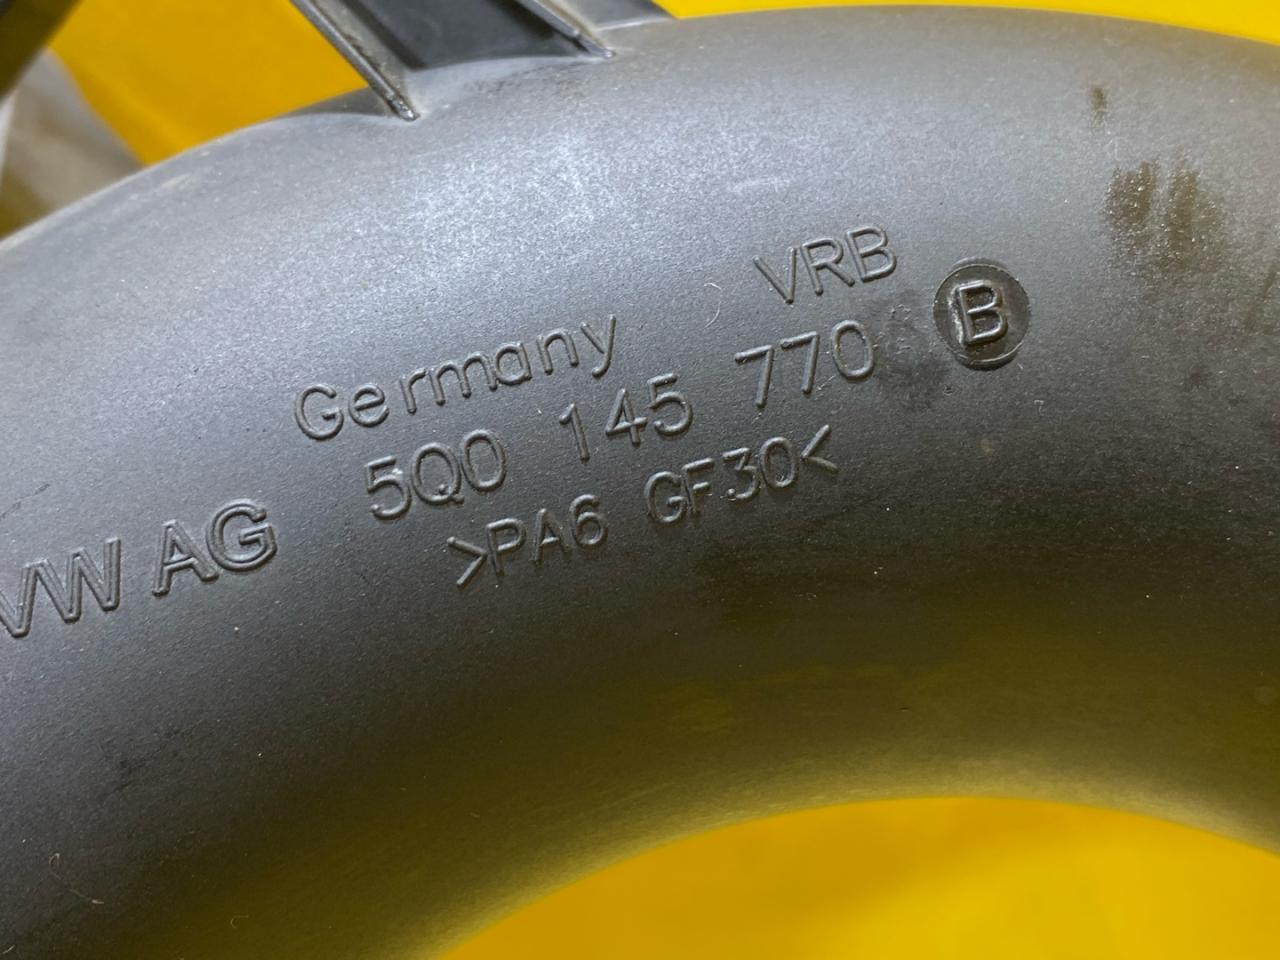 VRB
Germany
5Q0 145 770 B
VW AG
>PA6 GF30<